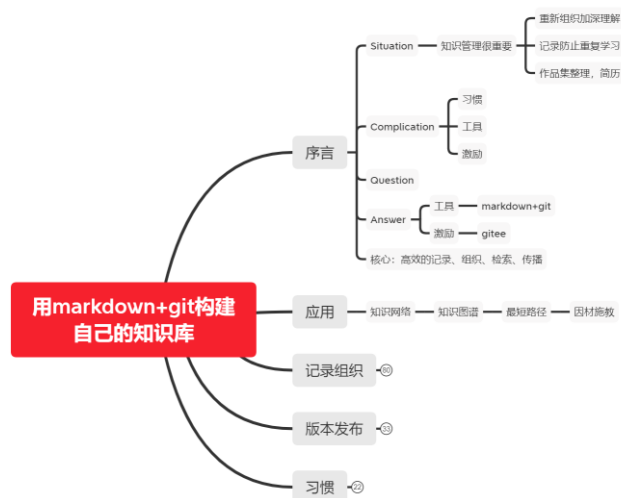 重新组织加深理解
Situation
知识管理很重要
记录防止重复学习
作品集整理，简历
习惯
Complication
工具
激励
序言
Question
工具
markdown+git
Answer
激励
gitee
核心：高效的记录、组织、检索、传播
用markdown+git构建
自己的知识库
应用
知识网络
知识图谱
最短路径
因材施教
记录组织
80
版本发布
33
习惯
22